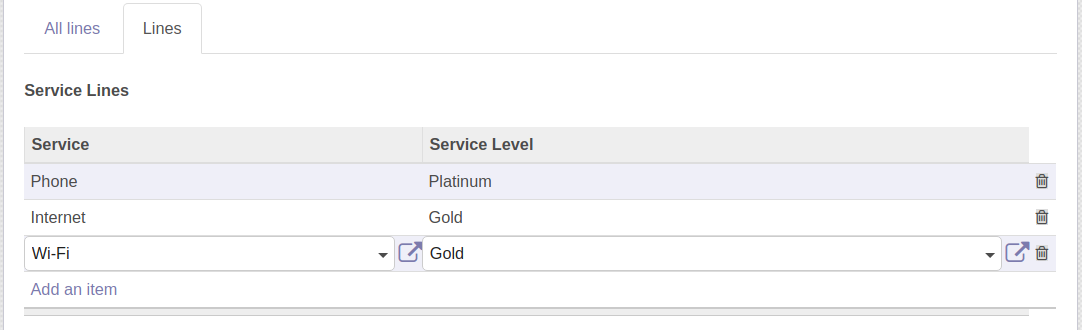 All lines Lines
Service Lines
Service Service Level
Phone Platinum
Internet Gold
Wi-Fi Gold
Add an item